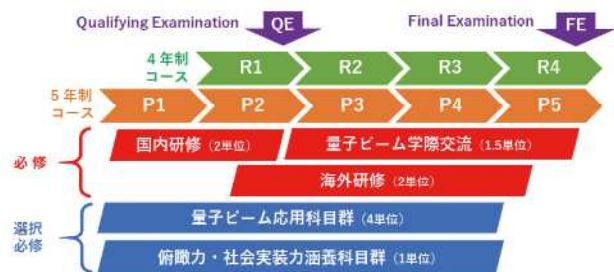 Qualifying Examination QE Final Examination FE
4年制
コース R1 R2 R3 R4
5年制
コース P1 P2 P3 P4 P5
必修 国内研修（2単位） 量子ビーム学際交流（1.5単位）
海外研修（2単位）
選択
必修 量子ビーム応用科目群（4単位）
俯瞰力・社会実装力涵養科目群（1単位）